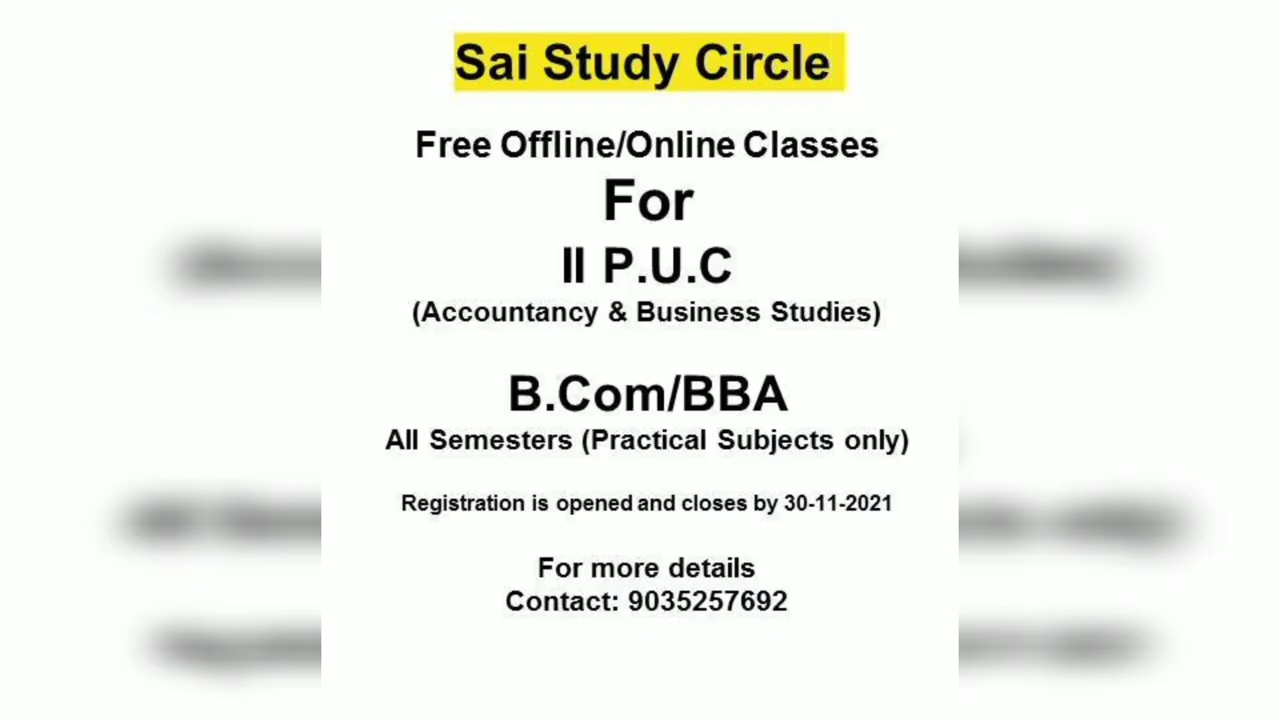 Sai Study Circle
Free Offline/Online Classes
For
II P.U.C
(Accountancy & Business Studies)
B.Com/BBA
All Semesters (Practical Subjects only)
Registration is opened and closes by 30-11-2021
For more details
Contact: 9035257692